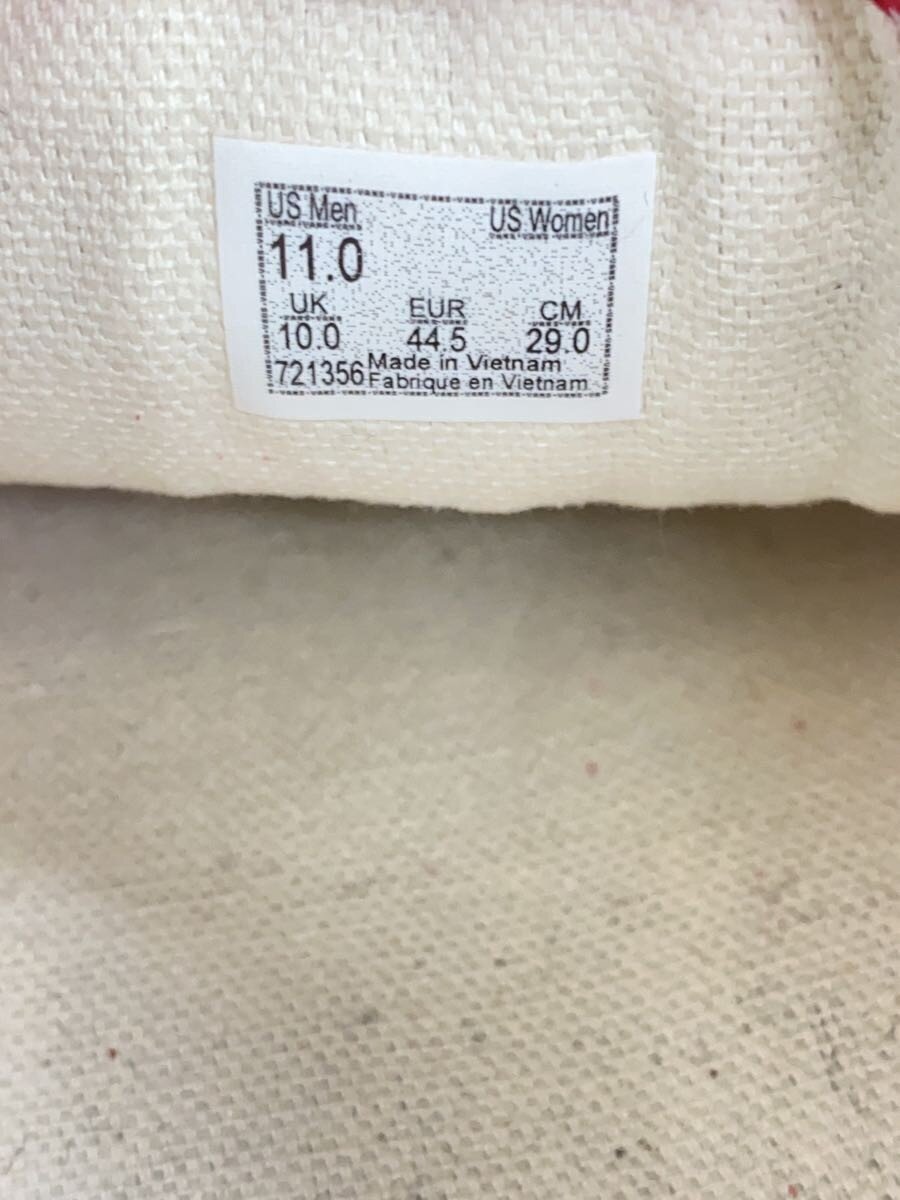 US Men US Women
11.0
UK EUR CM
10.0 44.5 29.0
721356 Made in Vietnam
Fabrique en Vietnam